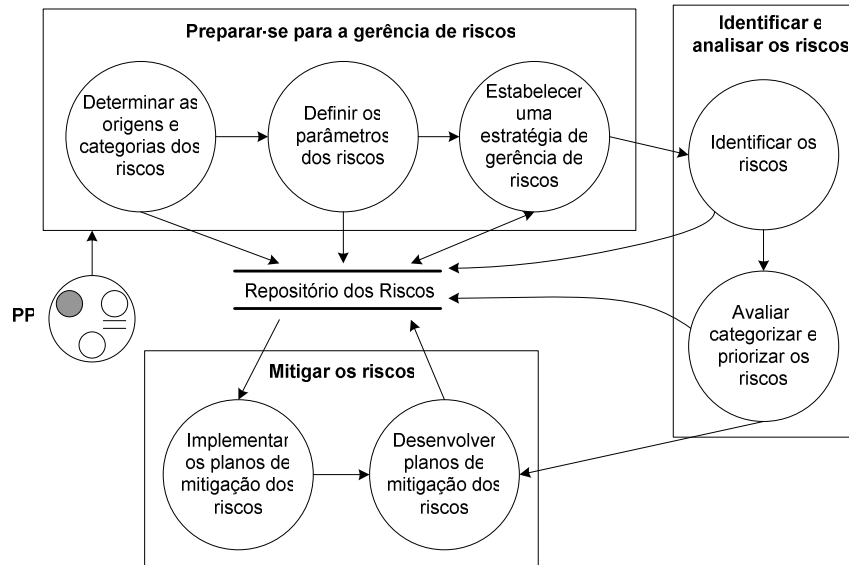 Preparar-se para a gerência de riscos
Determinar as
origens e
categorias dos
riscos
Definir os
parâmetros
dos riscos
Estabelecer
uma
estratégia de
gerência de
riscos
Identificar e
analisar os riscos
Identificar os
riscos
Avaliar
categorizar e
priorizar os
riscos
Repositório dos Riscos
PP
Mitigar os riscos
Implementar
os planos de
mitigação dos
riscos
Desenvolver
planos de
mitigação dos
riscos